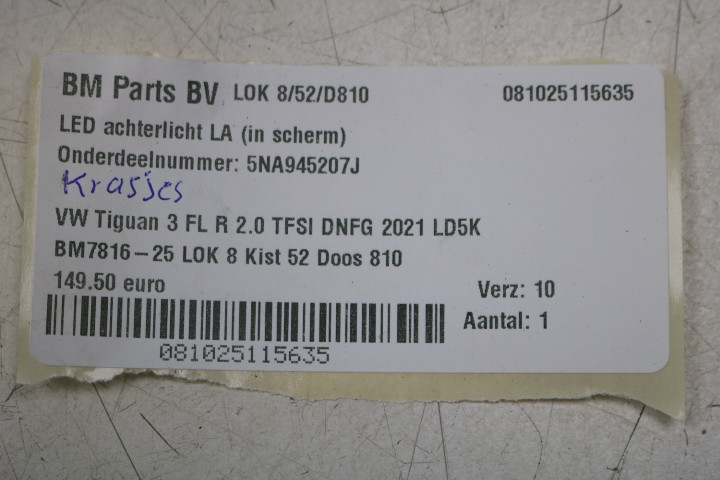 BM Parts BV LOK 8/52/D810 081025115635
LED achterlicht LA (in scherm)
Onderdeelnummer: 5NA945207J
Krasjes
VW Tiguan 3 FL R 2.0 TFSI DNFG 2021 LD5K
BM7816-25 LOK 8 Kist 52 Doos 810
149.50 euro Verz: 10
Aantal: 1
081025115635